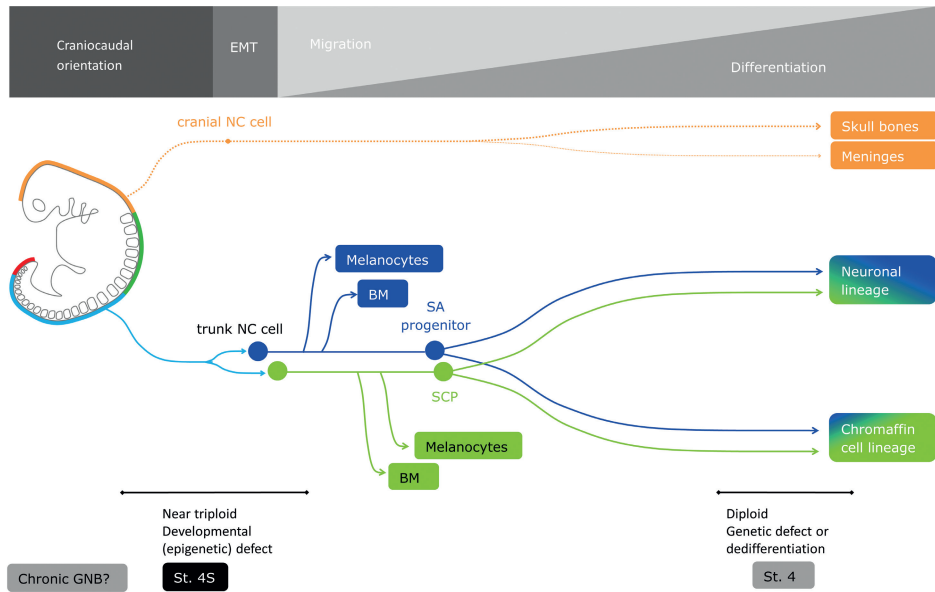 Craniocaudal
orientation
EMT
Migration
Differentiation
cranial NC cell
Skull bones
Meninges
Melanocytes
BM
SA
progenitor
trunk NC cell
Neuronal
lineage
SCP
Melanocytes
BM
Chromaffin
cell lineage
Near triploid
Developmental
(epigenetic) defect
Diploid
Genetic defect or
dedifferentiation
Chronic GNB?
St. 4S
St. 4